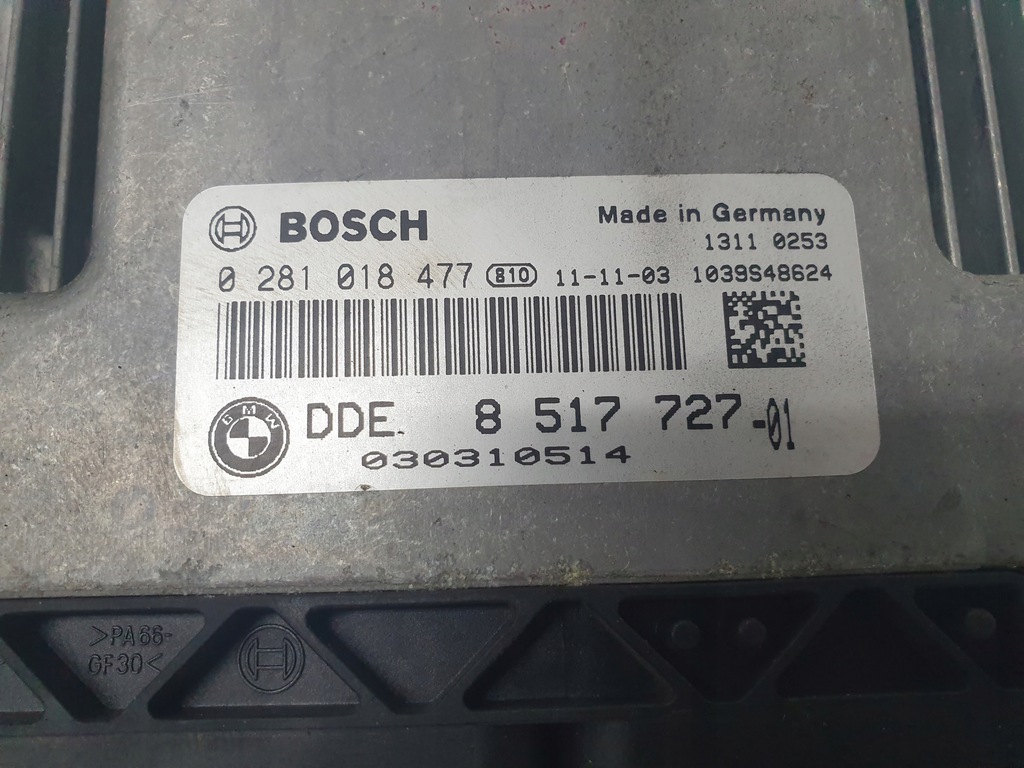 BOSCH
Made in Germany
1311 0253
0 281 018 477 810 11-11-03 1039S48624
BMW
DDE. 8 517 727-01
030310514
>PA66-
GF30<